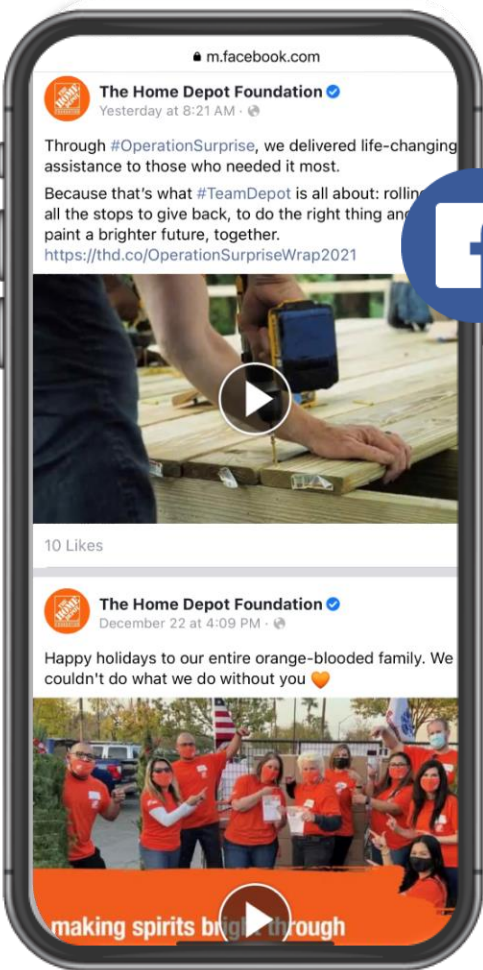 m.facebook.com
The Home Depot Foundation
Yesterday at 8:21 AM ·
Through #OperationSurprise, we delivered life-changing
assistance to those who needed it most.
Because that's what #TeamDepot is all about:
all the stops to give back, to do the right thing
paint a brighter future, together.
https://thd.co/OperationSurpriseWrap2021
10 Likes
The Home Depot Foundation
December 22 at 4:09 PM ·
Happy holidays to our entire orange-blooded family. We
couldn't do what we do without you 🧡
making spirits bright through